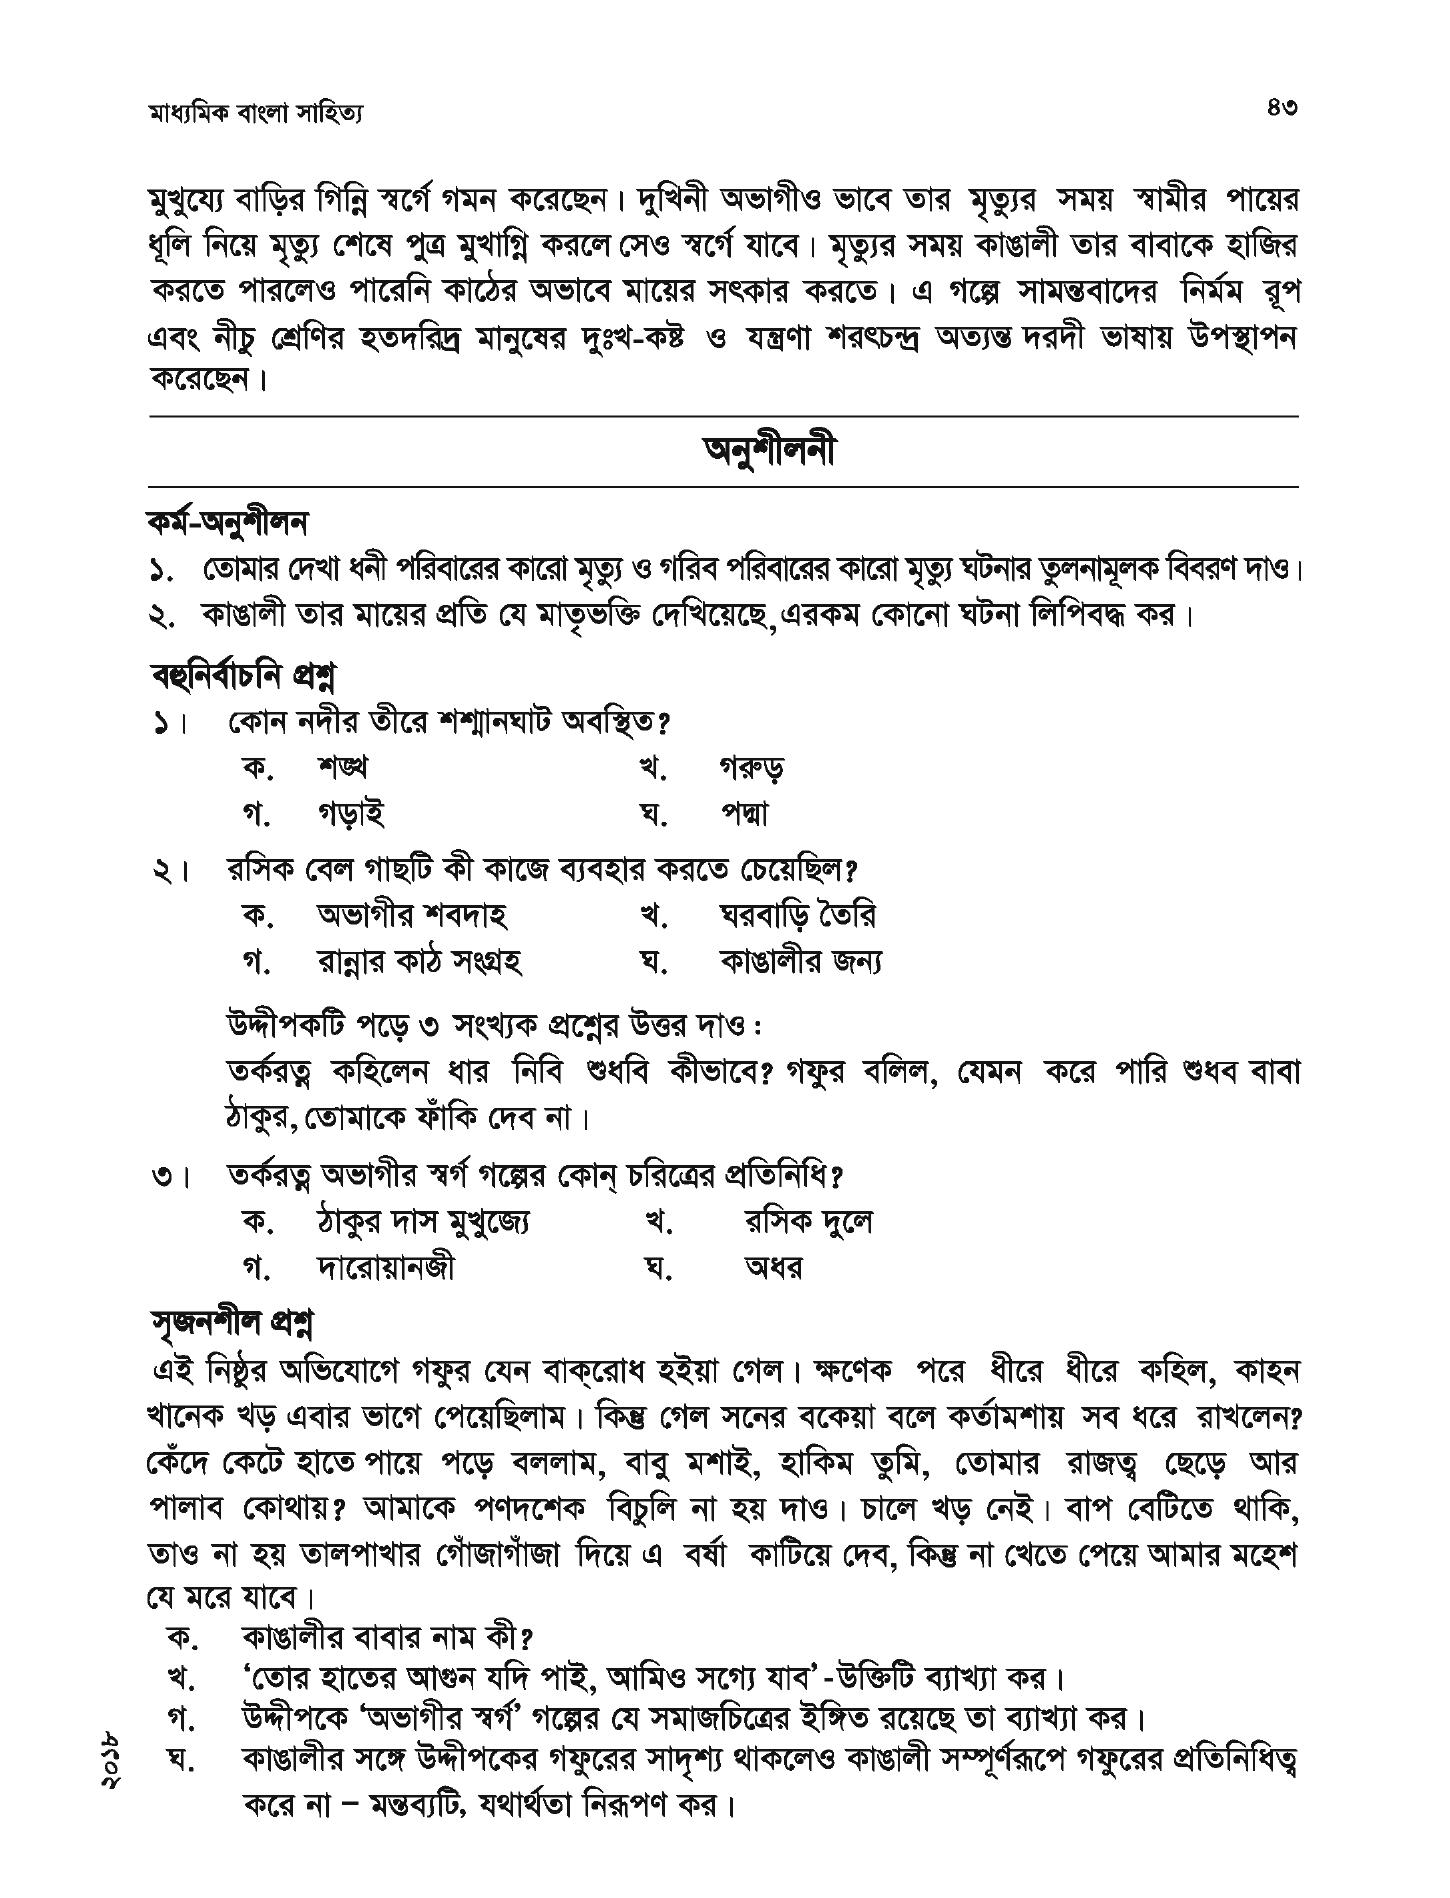 মাধ্যমিক বাংলা সাহিত্য ৪৩
মুখুয্যে বাড়ির গিন্নি স্বর্গে গমন করেছেন। দুখিনী অভাগীও ভাবে তার মৃত্যুর সময় স্বামীর পায়ের
ধূলি নিয়ে মৃত্যু শেষে পুত্র মুখাগ্নি করলে সেও স্বর্গে যাবে। মৃত্যুর সময় কাঙালী তার বাবাকে হাজির
করতে পারলেও পারেনি কাঠের অভাবে মায়ের সৎকার করতে। এ গল্পে সামন্তবাদের নির্মম রূপ
এবং নীচু শ্রেণির হতদরিদ্র মানুষের দুঃখ-কষ্ট ও যন্ত্রণা শরৎচন্দ্র অত্যন্ত দরদী ভাষায় উপস্থাপন
করেছেন।
অনুশীলনী
কর্ম-অনুশীলন
১. তোমার দেখা ধনী পরিবারের কারো মৃত্যু ও গরিব পরিবারের কারো মৃত্যু ঘটনার তুলনামূলক বিবরণ দাও।
২. কাঙালী তার মায়ের প্রতি যে মাতৃভক্তি দেখিয়েছে,এরকম কোনো ঘটনা লিপিবদ্ধ কর।
বহুনির্বাচনি প্রশ্ন
১। কোন নদীর তীরে শশ্মানঘাট অবস্থিত?
ক. শঙ্খ খ. গরুড়
গ. গড়াই ঘ. পদ্মা
২। রসিক বেল গাছটি কী কাজে ব্যবহার করতে চেয়েছিল?
ক. অভাগীর শবদাহ খ. ঘরবাড়ি তৈরি
গ. রান্নার কাঠ সংগ্রহ ঘ. কাঙালীর জন্য
উদ্দীপকটি পড়ে ৩ সংখ্যক প্রশ্নের উত্তর দাও :
তর্করত্ন কহিলেন ধার নিবি শুধবি কীভাবে? গফুর বলিল, যেমন করে পারি শুধব বাবা
ঠাকুর, তোমাকে ফাঁকি দেব না।
৩। তর্করত্ন অভাগীর স্বর্গ গল্পের কোন্ চরিত্রের প্রতিনিধি?
ক. ঠাকুর দাস মুখুজ্যে খ. রসিক দুলে
গ. দারোয়ানজী ঘ. অধর
সৃজনশীল প্রশ্ন
এই নিষ্ঠুর অভিযোগে গফুর যেন বাক্‌রোধ হইয়া গেল। ক্ষণেক পরে ধীরে ধীরে কহিল, কাহন
খানেক খড় এবার ভাগে পেয়েছিলাম। কিন্তু গেল সনের বকেয়া বলে কর্তামশায় সব ধরে রাখলেন?
কেঁদে কেটে হাতে পায়ে পড়ে বললাম, বাবু মশাই, হাকিম তুমি, তোমার রাজত্ব ছেড়ে আর
পালাব কোথায়? আমাকে পণদশেক বিচুলি না হয় দাও। চালে খড় নেই। বাপ বেটিতে থাকি,
তাও না হয় তালপাখার গোঁজাগাঁজা দিয়ে এ বর্ষা কাটিয়ে দেব, কিন্তু না খেতে পেয়ে আমার মহেশ
যে মরে যাবে।
ক. কাঙালীর বাবার নাম কী?
খ. ‘তোর হাতের আগুন যদি পাই, আমিও সগ্যে যাব’-উক্তিটি ব্যাখ্যা কর।
গ. উদ্দীপকে ‘অভাগীর স্বর্গ’ গল্পের যে সমাজচিত্রের ইঙ্গিত রয়েছে তা ব্যাখ্যা কর।
ঘ. কাঙালীর সঙ্গে উদ্দীপকের গফুরের সাদৃশ্য থাকলেও কাঙালী সম্পূর্ণরূপে গফুরের প্রতিনিধিত্ব
করে না – মন্তব্যটি, যথার্থতা নিরূপণ কর।
২০১৮